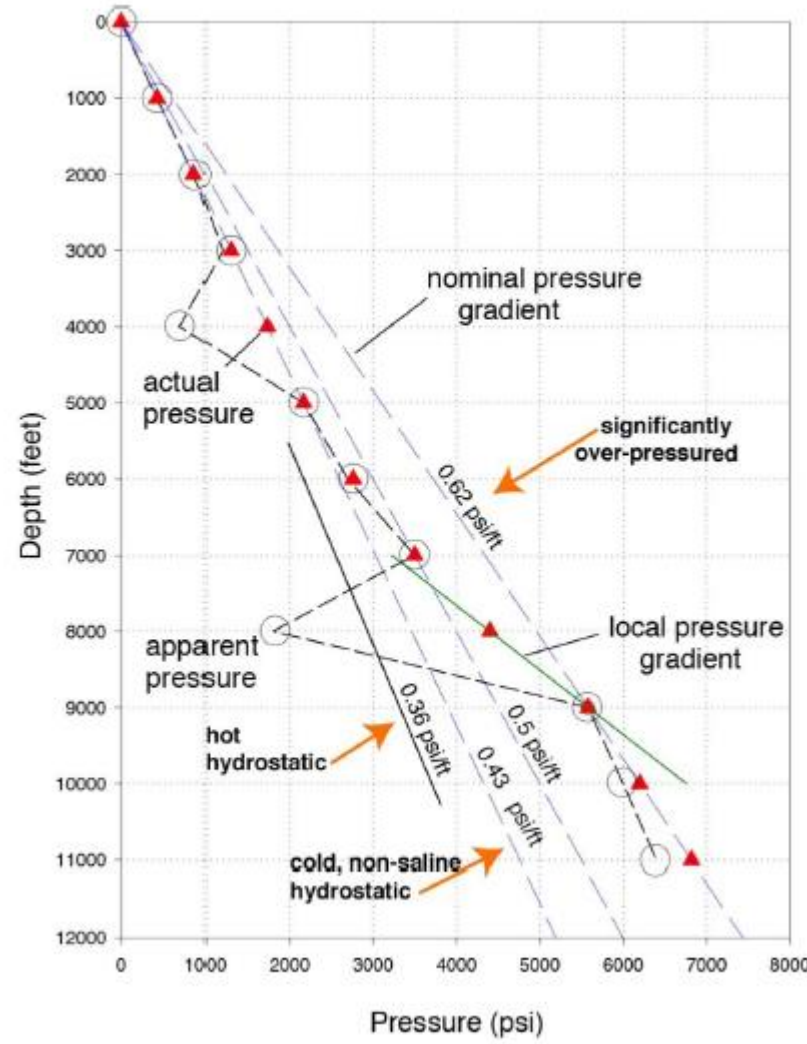 0
1000
2000
3000
4000
5000
6000
7000
8000
9000
10000
11000
12000
Depth (feet)
nominal pressure
gradient
actual
pressure
significantly
over-pressured
0.62 psi/ft
local pressure
gradient
apparent
pressure
0.36 psi/ft
0.5 psi/ft
0.43 psi/ft
hot
hydrostatic
cold, non-saline
hydrostatic
0 1000 2000 3000 4000 5000 6000 7000 8000
Pressure (psi)